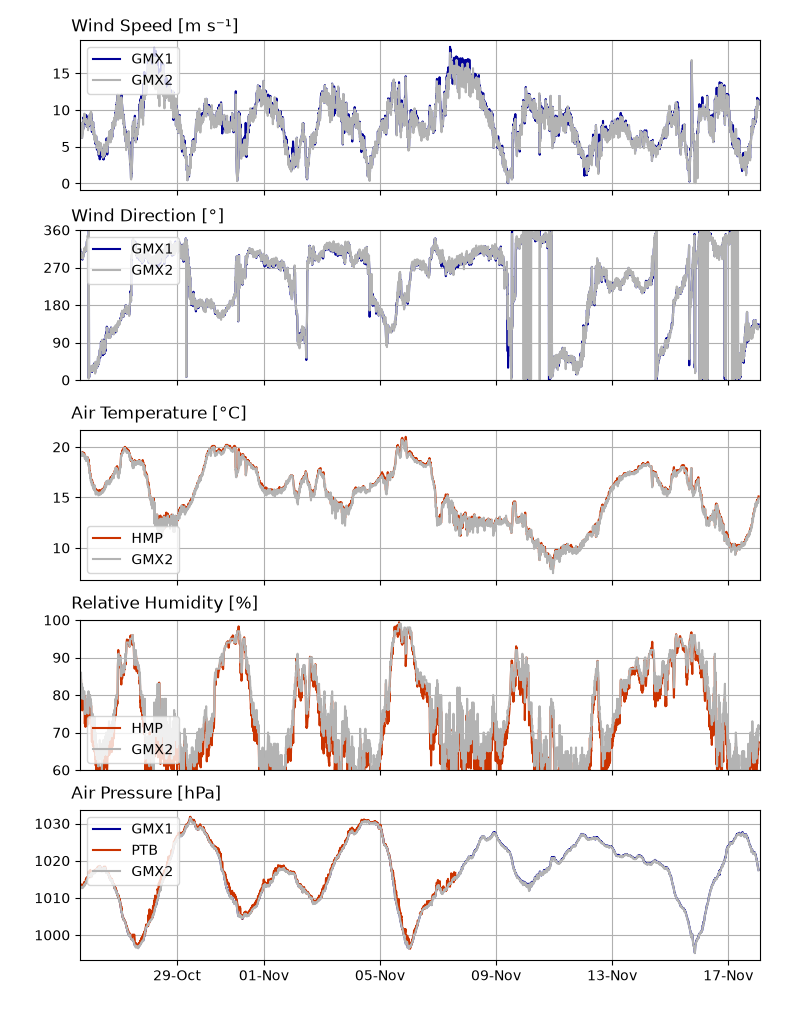 Wind Speed [m s⁻¹]
GMX1
GMX2
15
10
5
0
Wind Direction [°]
360
GMX1
GMX2
270
180
90
0
Air Temperature [°C]
20
15
HMP
GMX2
10
Relative Humidity [%]
100
90
80
70
HMP
GMX2
60
Air Pressure [hPa]
1030
GMX1
PTB
GMX2
1020
1010
1000
29-Oct 01-Nov 05-Nov 09-Nov 13-Nov 17-Nov